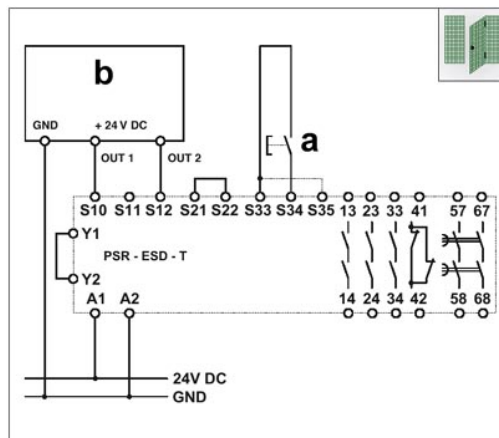 b
GND
+ 24 V DC
OUT 1
OUT 2
a
S10 S11 S12 S21 S22 S33 S34 S35 13 23 33 41 57 67
Y1
PSR - ESD - T
Y2
A1 A2 14 24 34 42 58 68
24V DC
GND